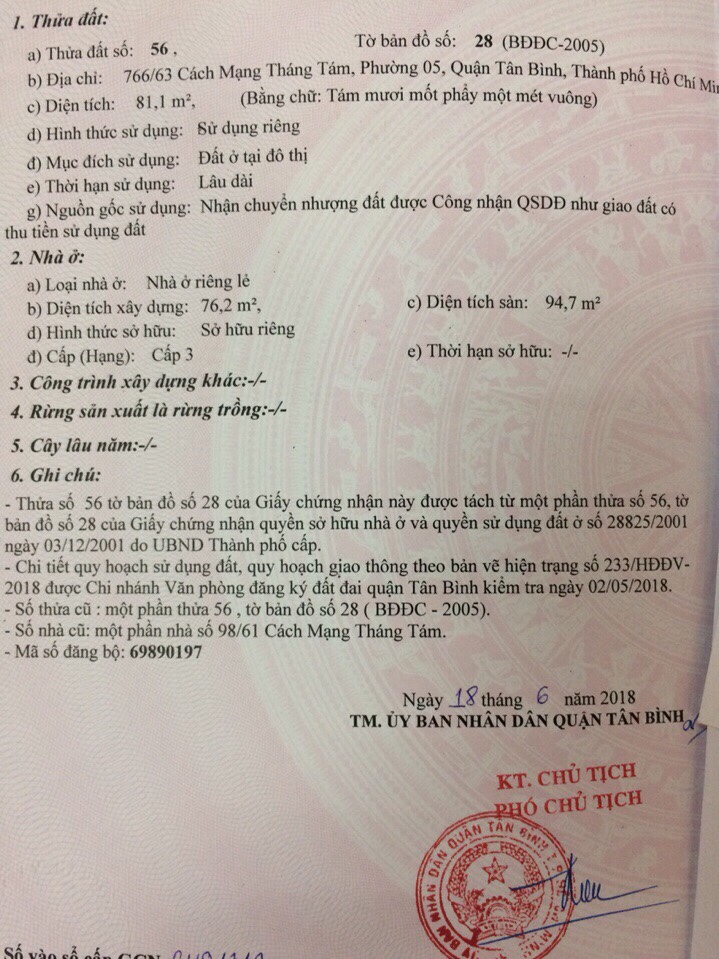 1. Thửa đất:
a) Thửa đất số: 56 , Tờ bản đồ số: 28 (BĐĐC-2005)
b) Địa chỉ: 766/63 Cách Mạng Tháng Tám, Phường 05, Quận Tân Bình, Thành phố Hồ Chí Min
c) Diện tích: 81,1 m², (Bằng chữ: Tám mươi mốt phẩy một mét vuông)
d) Hình thức sử dụng: Sử dụng riêng
đ) Mục đích sử dụng: Đất ở tại đô thị
e) Thời hạn sử dụng: Lâu dài
g) Nguồn gốc sử dụng: Nhận chuyển nhượng đất được Công nhận QSDĐ như giao đất có
thu tiền sử dụng đất
2. Nhà ở:
a) Loại nhà ở: Nhà ở riêng lẻ
b) Diện tích xây dựng: 76,2 m², c) Diện tích sàn: 94,7 m²
d) Hình thức sở hữu: Sở hữu riêng
đ) Cấp (Hạng): Cấp 3 e) Thời hạn sở hữu: -/-
3. Công trình xây dựng khác:-/-
4. Rừng sản xuất là rừng trồng:-/-
5. Cây lâu năm:-/-
6. Ghi chú:
- Thửa số 56 tờ bản đồ số 28 của Giấy chứng nhận này được tách từ một phần thửa số 56, tờ
bản đồ số 28 của Giấy chứng nhận quyền sở hữu nhà ở và quyền sử dụng đất ở số 28825/2001
ngày 03/12/2001 do UBND Thành phố cấp.
- Chi tiết quy hoạch sử dụng đất, quy hoạch giao thông theo bản vẽ hiện trạng số 233/HĐĐV-
2018 được Chi nhánh Văn phòng đăng ký đất đai quận Tân Bình kiểm tra ngày 02/05/2018.
- Số thửa cũ : một phần thửa 56 , tờ bản đồ số 28 ( BĐĐC - 2005).
- Số nhà cũ: một phần nhà số 98/61 Cách Mạng Tháng Tám.
- Mã số đăng bộ: 69890197
Ngày 18 tháng 6 năm 2018
TM. ỦY BAN NHÂN DÂN QUẬN TÂN BÌNH
KT. CHỦ TỊCH
PHÓ CHỦ TỊCH
ỦY BAN NHÂN DÂN QUẬN TÂN BÌNH T.P
Số vào sổ cấp GCN